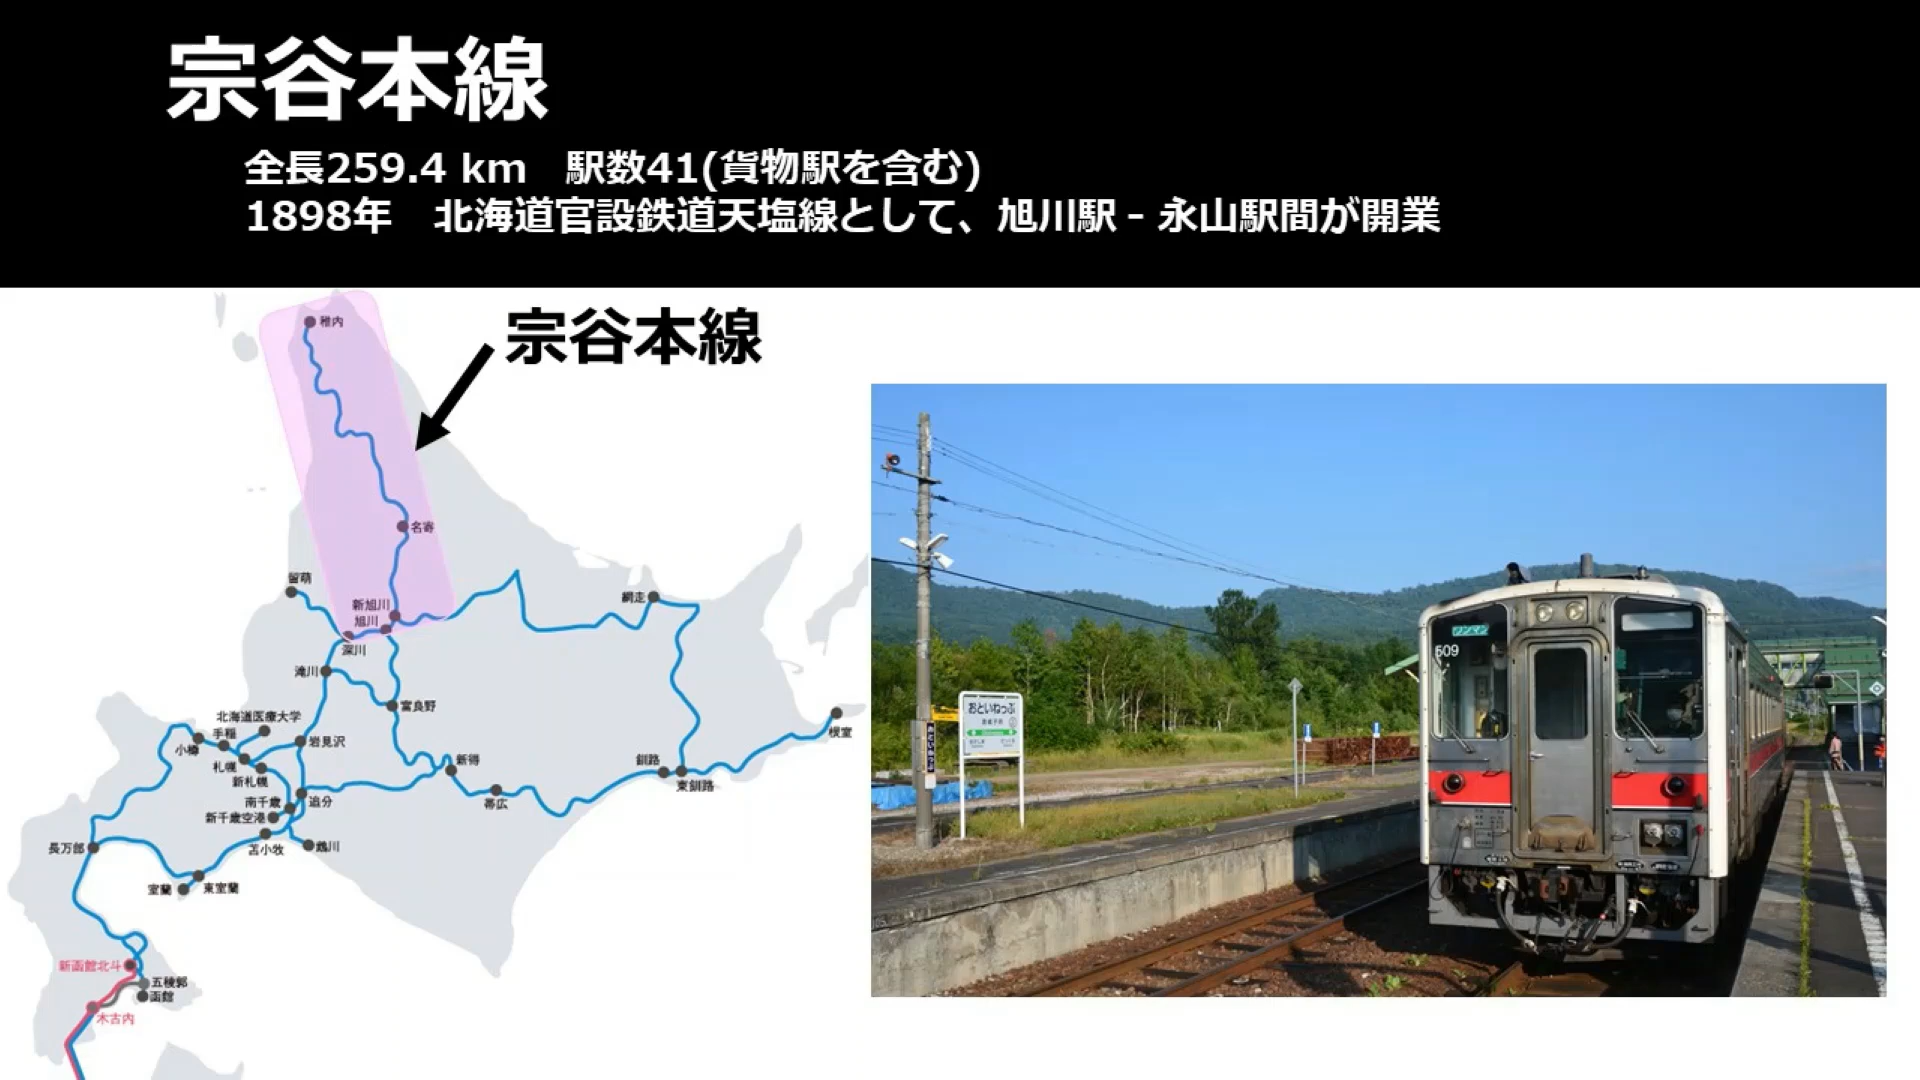 宗谷本線
全長259.4 km　駅数41(貨物駅を含む)
1898年　北海道官設鉄道天塩線として、旭川駅 - 永山駅間が開業
宗谷本線
稚内
名寄
留萌
新旭川
旭川
深川
網走
滝川
富良野
北海道医療大学
手稲
小樽
岩見沢
札幌
新札幌
新得
根室
釧路
東釧路
帯広
南千歳
追分
新千歳空港
苫小牧
鵡川
長万部
室蘭
東室蘭
新函館北斗
五稜郭
函館
木古内
おといねっぷ
おといねっぷ
ワンマン
609